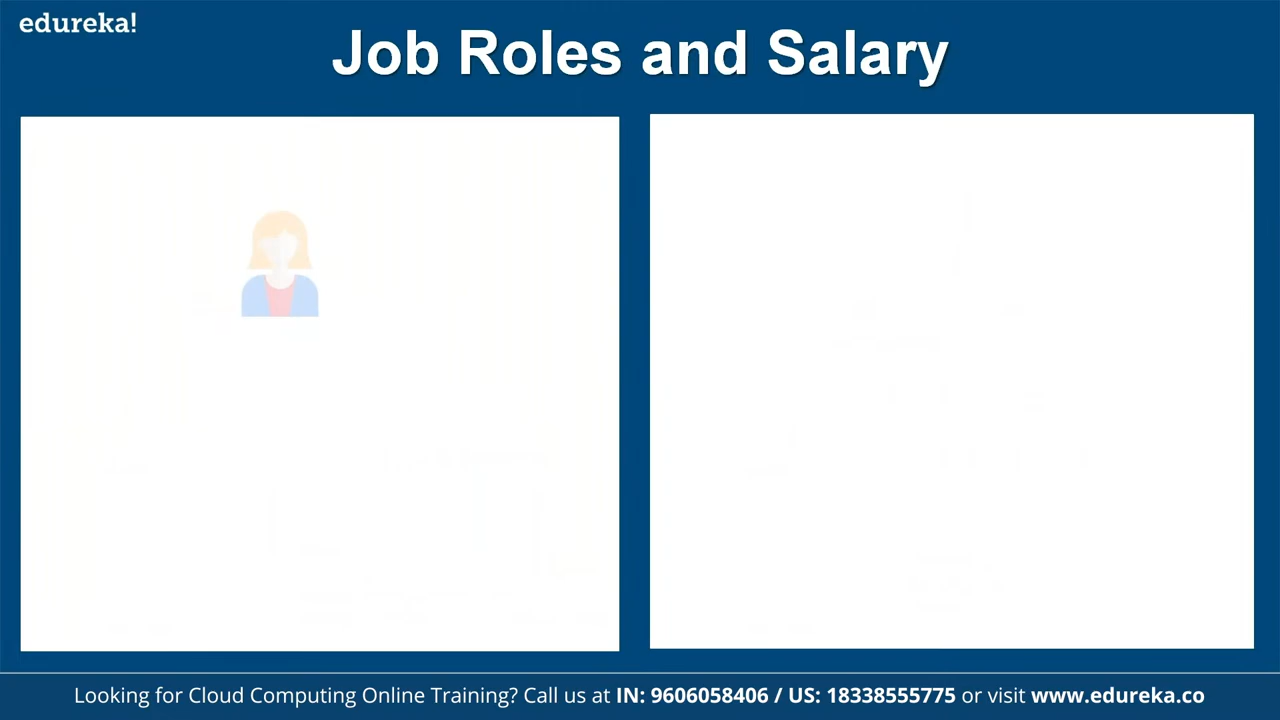 edureka!
Job Roles and Salary
Looking for Cloud Computing Online Training? Call us at IN: 9606058406 / US: 18338555775 or visit www.edureka.co